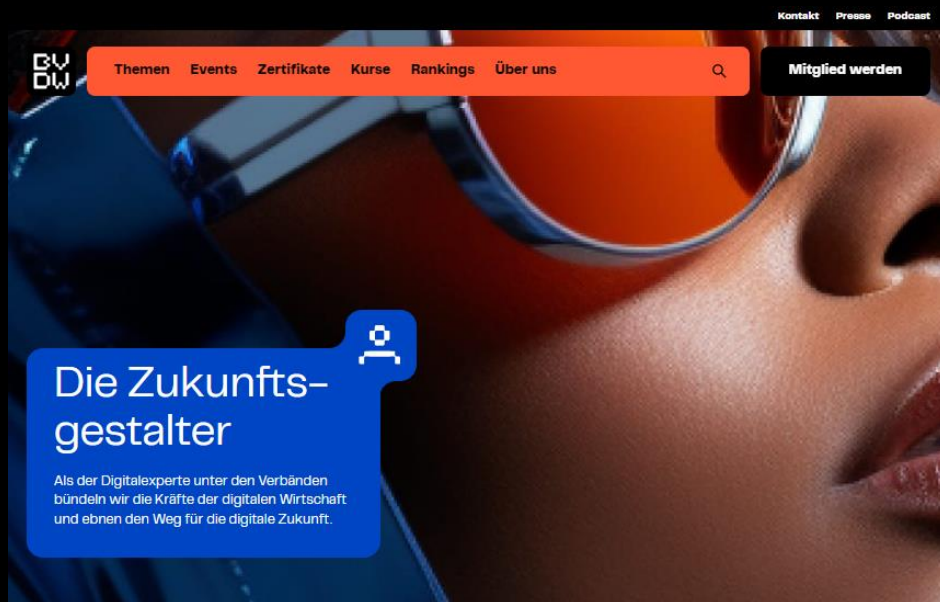 Kontakt Presse Podcast
BV
DW
Themen Events Zertifikate Kurse Rankings Über uns
Mitglied werden
Die Zukunfts-
gestalter
Als der Digitalexperte unter den Verbänden
bündeln wir die Kräfte der digitalen Wirtschaft
und ebnen den Weg für die digitale Zukunft.